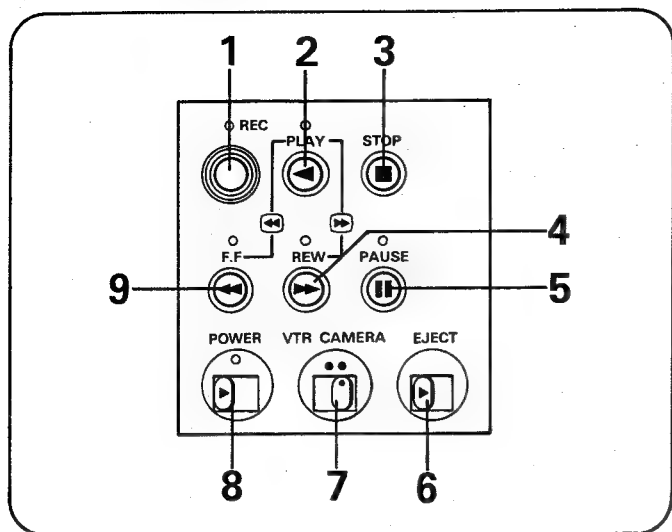 1 2 3
REC PLAY STOP
4
F.F REW PAUSE
9 5
POWER VTR CAMERA EJECT
8 7 6